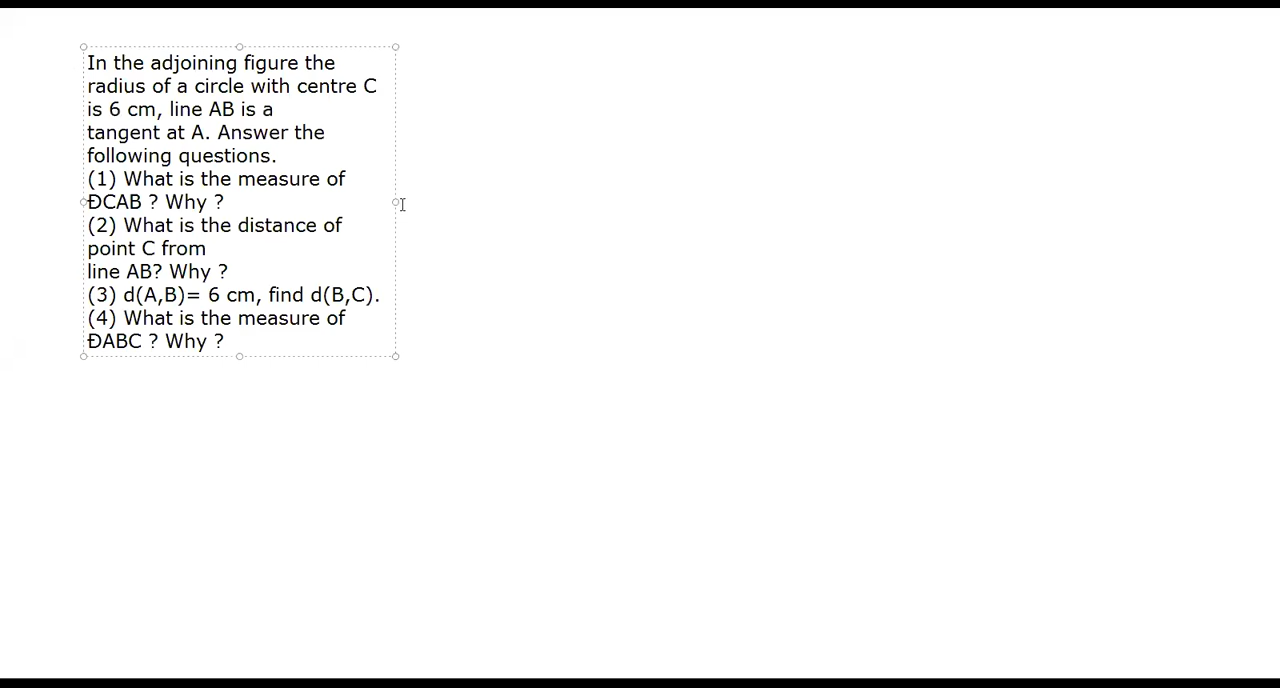 In the adjoining figure the
radius of a circle with centre C
is 6 cm, line AB is a
tangent at A. Answer the
following questions.
(1) What is the measure of
ÐCAB ? Why ?
(2) What is the distance of
point C from
line AB? Why ?
(3) d(A,B)= 6 cm, find d(B,C).
(4) What is the measure of
ÐABC ? Why ?